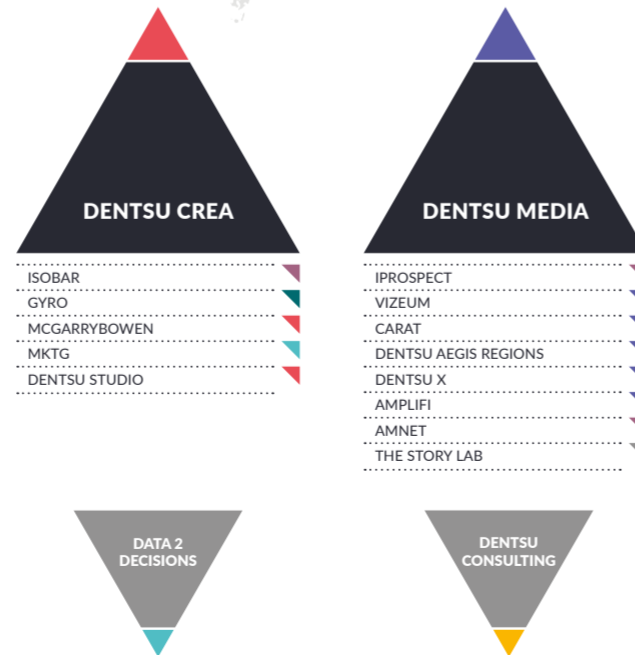 DENTSU CREA
ISOBAR
GYRO
MCGARRYBOWEN
MKTG
DENTSU STUDIO
DENTSU MEDIA
IPROSPECT
VIZEUM
CARAT
DENTSU AEGIS REGIONS
DENTSU X
AMPLIFI
AMNET
THE STORY LAB
DATA 2
DECISIONS
DENTSU
CONSULTING